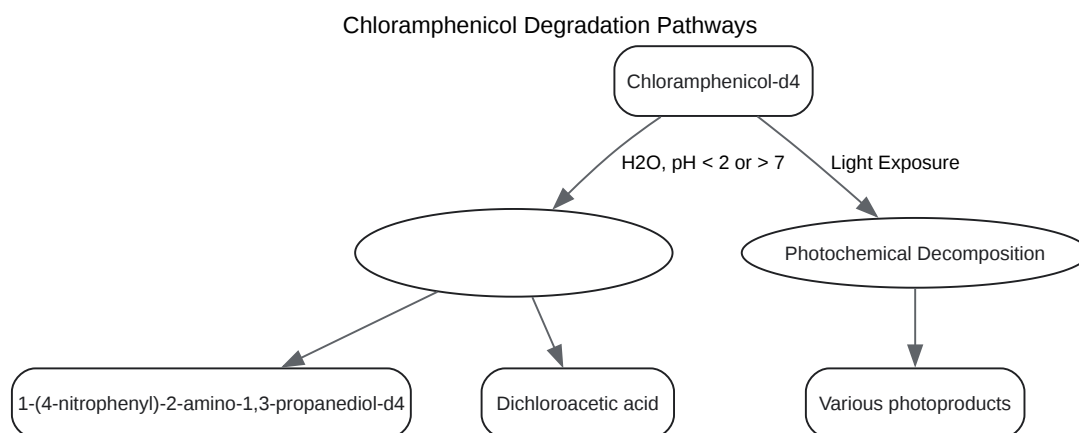 Chloramphenicol Degradation Pathways
Chloramphenicol-d4
H2O, pH < 2 or > 7
Light Exposure
Photochemical Decomposition
1-(4-nitrophenyl)-2-amino-1,3-propanediol-d4
Dichloroacetic acid
Various photoproducts